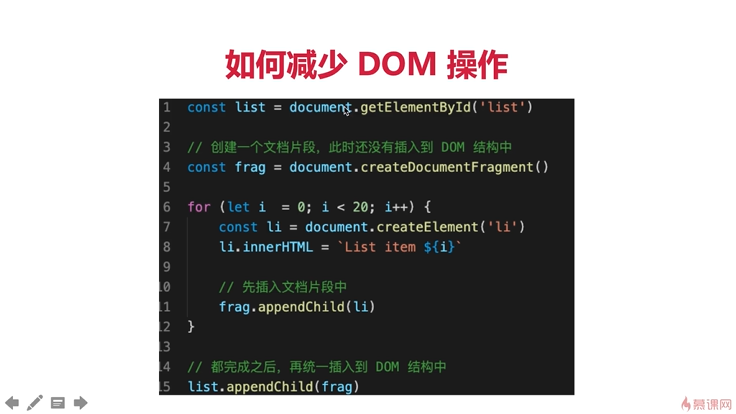 如何减少 DOM 操作
1 const list = document.getElementById('list')
2
3 // 创建一个文档片段，此时还没有插入到 DOM 结构中
4 const frag = document.createDocumentFragment()
5
6 for (let i  = 0; i < 20; i++) {
7     const li = document.createElement('li')
8     li.innerHTML = `List item ${i}`
9
10     // 先插入文档片段中
11     frag.appendChild(li)
12 }
13
14 // 都完成之后，再统一插入到 DOM 结构中
15 list.appendChild(frag)
慕课网